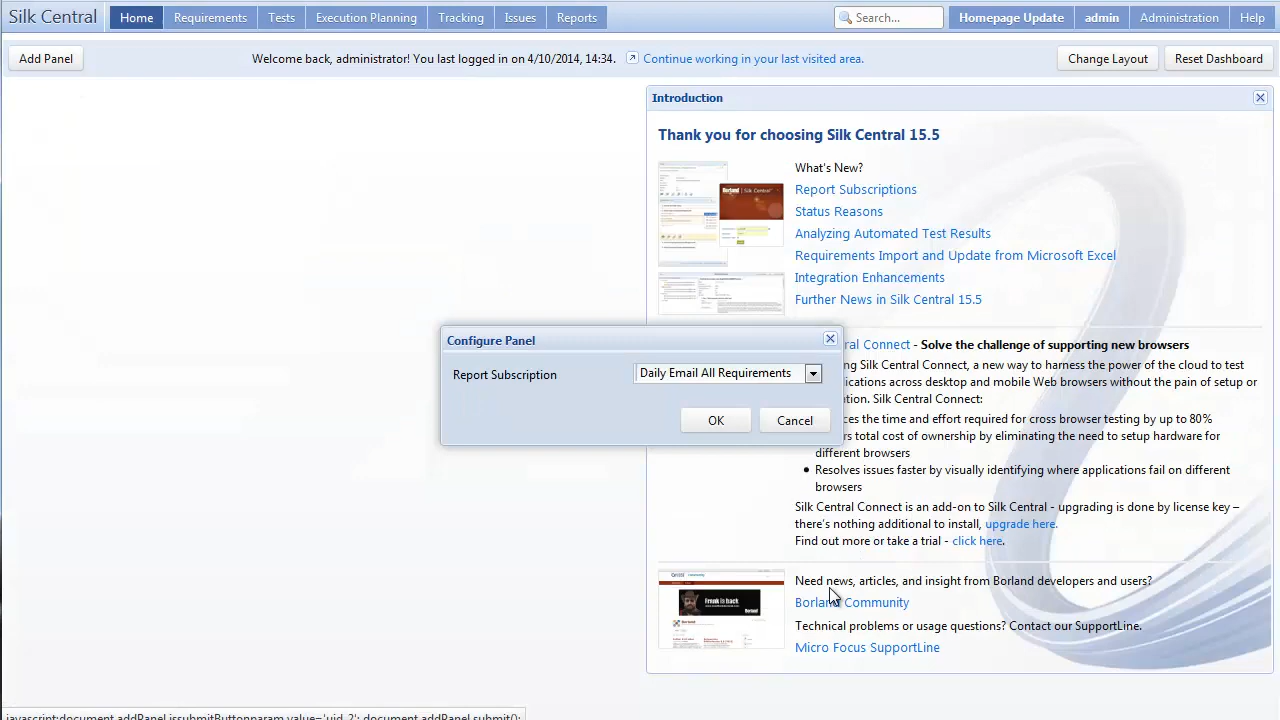 Silk Central
Home
Requirements
Tests
Execution Planning
Tracking
Issues
Reports
Search...
Homepage Update
admin
Administration
Help
Add Panel
Welcome back, administrator! You last logged in on 4/10/2014, 14:34.
Continue working in your last visited area.
Change Layout
Reset Dashboard
Introduction
Thank you for choosing Silk Central 15.5
What's New?
Report Subscriptions
Status Reasons
Analyzing Automated Test Results
Requirements Import and Update from Microsoft Excel
Integration Enhancements
Further News in Silk Central 15.5
Configure Panel
Report Subscription
Daily Email All Requirements
OK
Cancel
Connect - Solve the challenge of supporting new browsers
Silk Central Connect, a new way to harness the power of the cloud to test
across desktop and mobile Web browsers without the pain of setup or
Silk Central Connect:
the time and effort required for cross browser testing by up to 80%
total cost of ownership by eliminating the need to setup hardware for
different browsers
• Resolves issues faster by visually identifying where applications fail on different
browsers
Silk Central Connect is an add-on to Silk Central - upgrading is done by license key –
there's nothing additional to install, upgrade here.
Find out more or take a trial - click here.
Need news, articles, and insight from Borland developers and users?
Borland Community
Technical problems or usage questions? Contact our SupportLine.
Micro Focus SupportLine
javascript:document.addPanel.issubmitButtonparam.value='uid-2'; document.addPanel.submit();